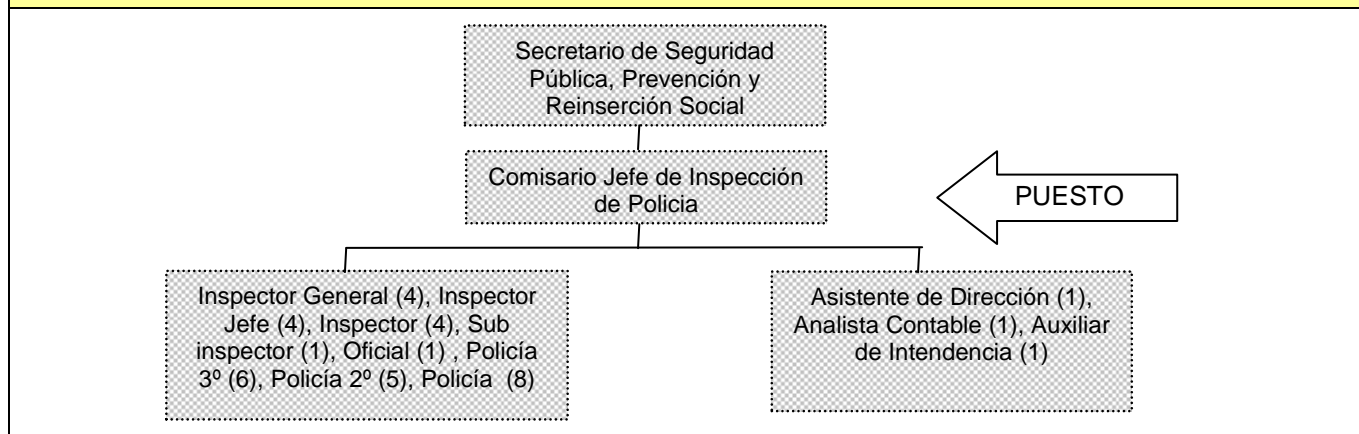 Secretario de Seguridad
Pública, Prevención y
Reinserción Social
Comisario Jefe de Inspección
de Policia
PUESTO
Inspector General (4), Inspector
Jefe (4), Inspector (4), Sub
inspector (1), Oficial (1) , Policía
3º (6), Policía 2º (5), Policía (8)
Asistente de Dirección (1),
Analista Contable (1), Auxiliar
de Intendencia (1)